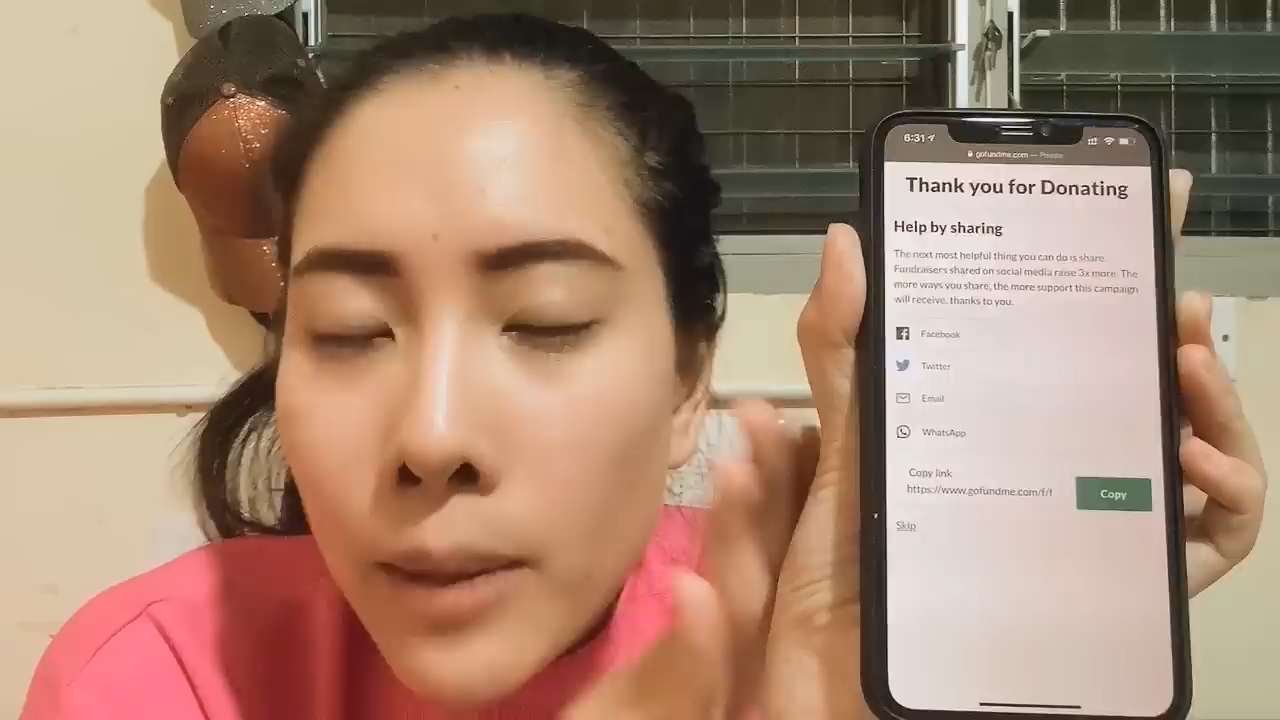 6:31
gofundme.com — Private
Thank you for Donating
Help by sharing
The next most helpful thing you can do is share.
Fundraisers shared on social media raise 3x more. The
more ways you share, the more support this campaign
will receive, thanks to you.
Facebook
Twitter
Email
WhatsApp
Copy link
https://www.gofundme.com/f/f
Copy
Skip